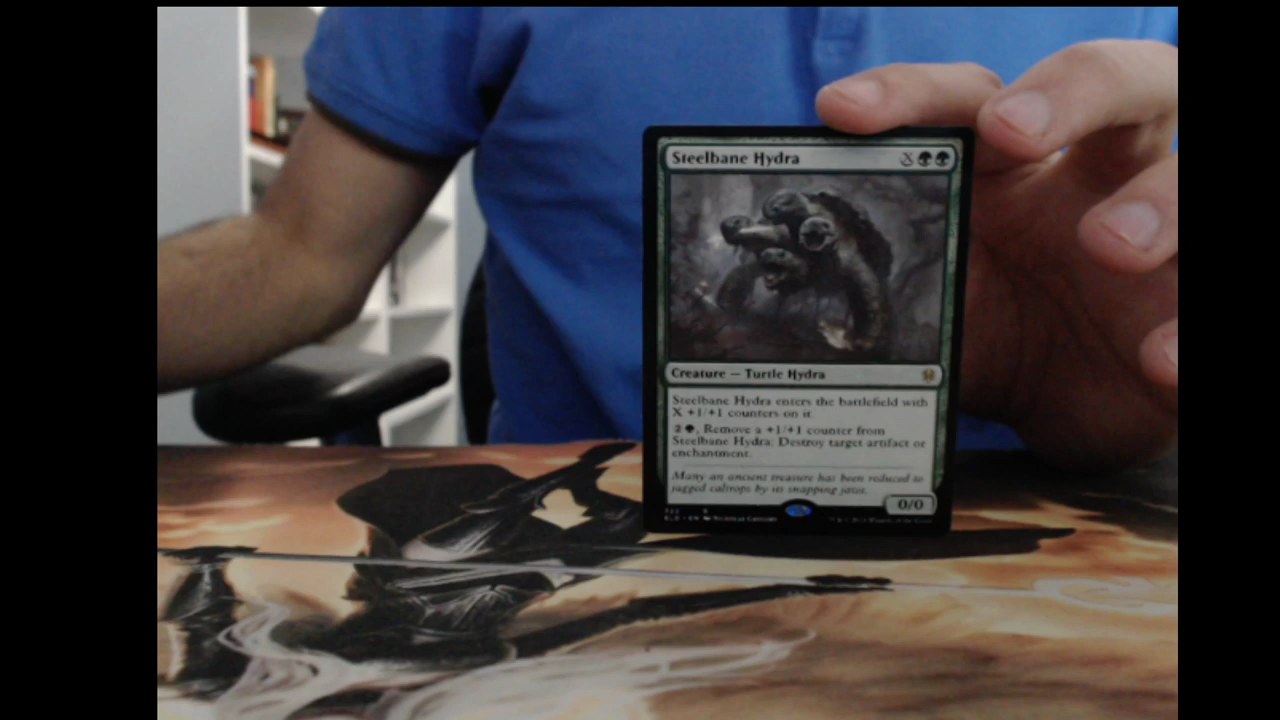 Steelbane Hydra X
Creature — Turtle Hydra
Steelbane Hydra enters the battlefield with
X +1/+1 counters on it.
2, Remove a +1/+1 counter from
Steelbane Hydra: Destroy target artifact or
enchantment.
Many an ancient treasure has been reduced to
jagged caltrops by its snapping jaws.
0/0